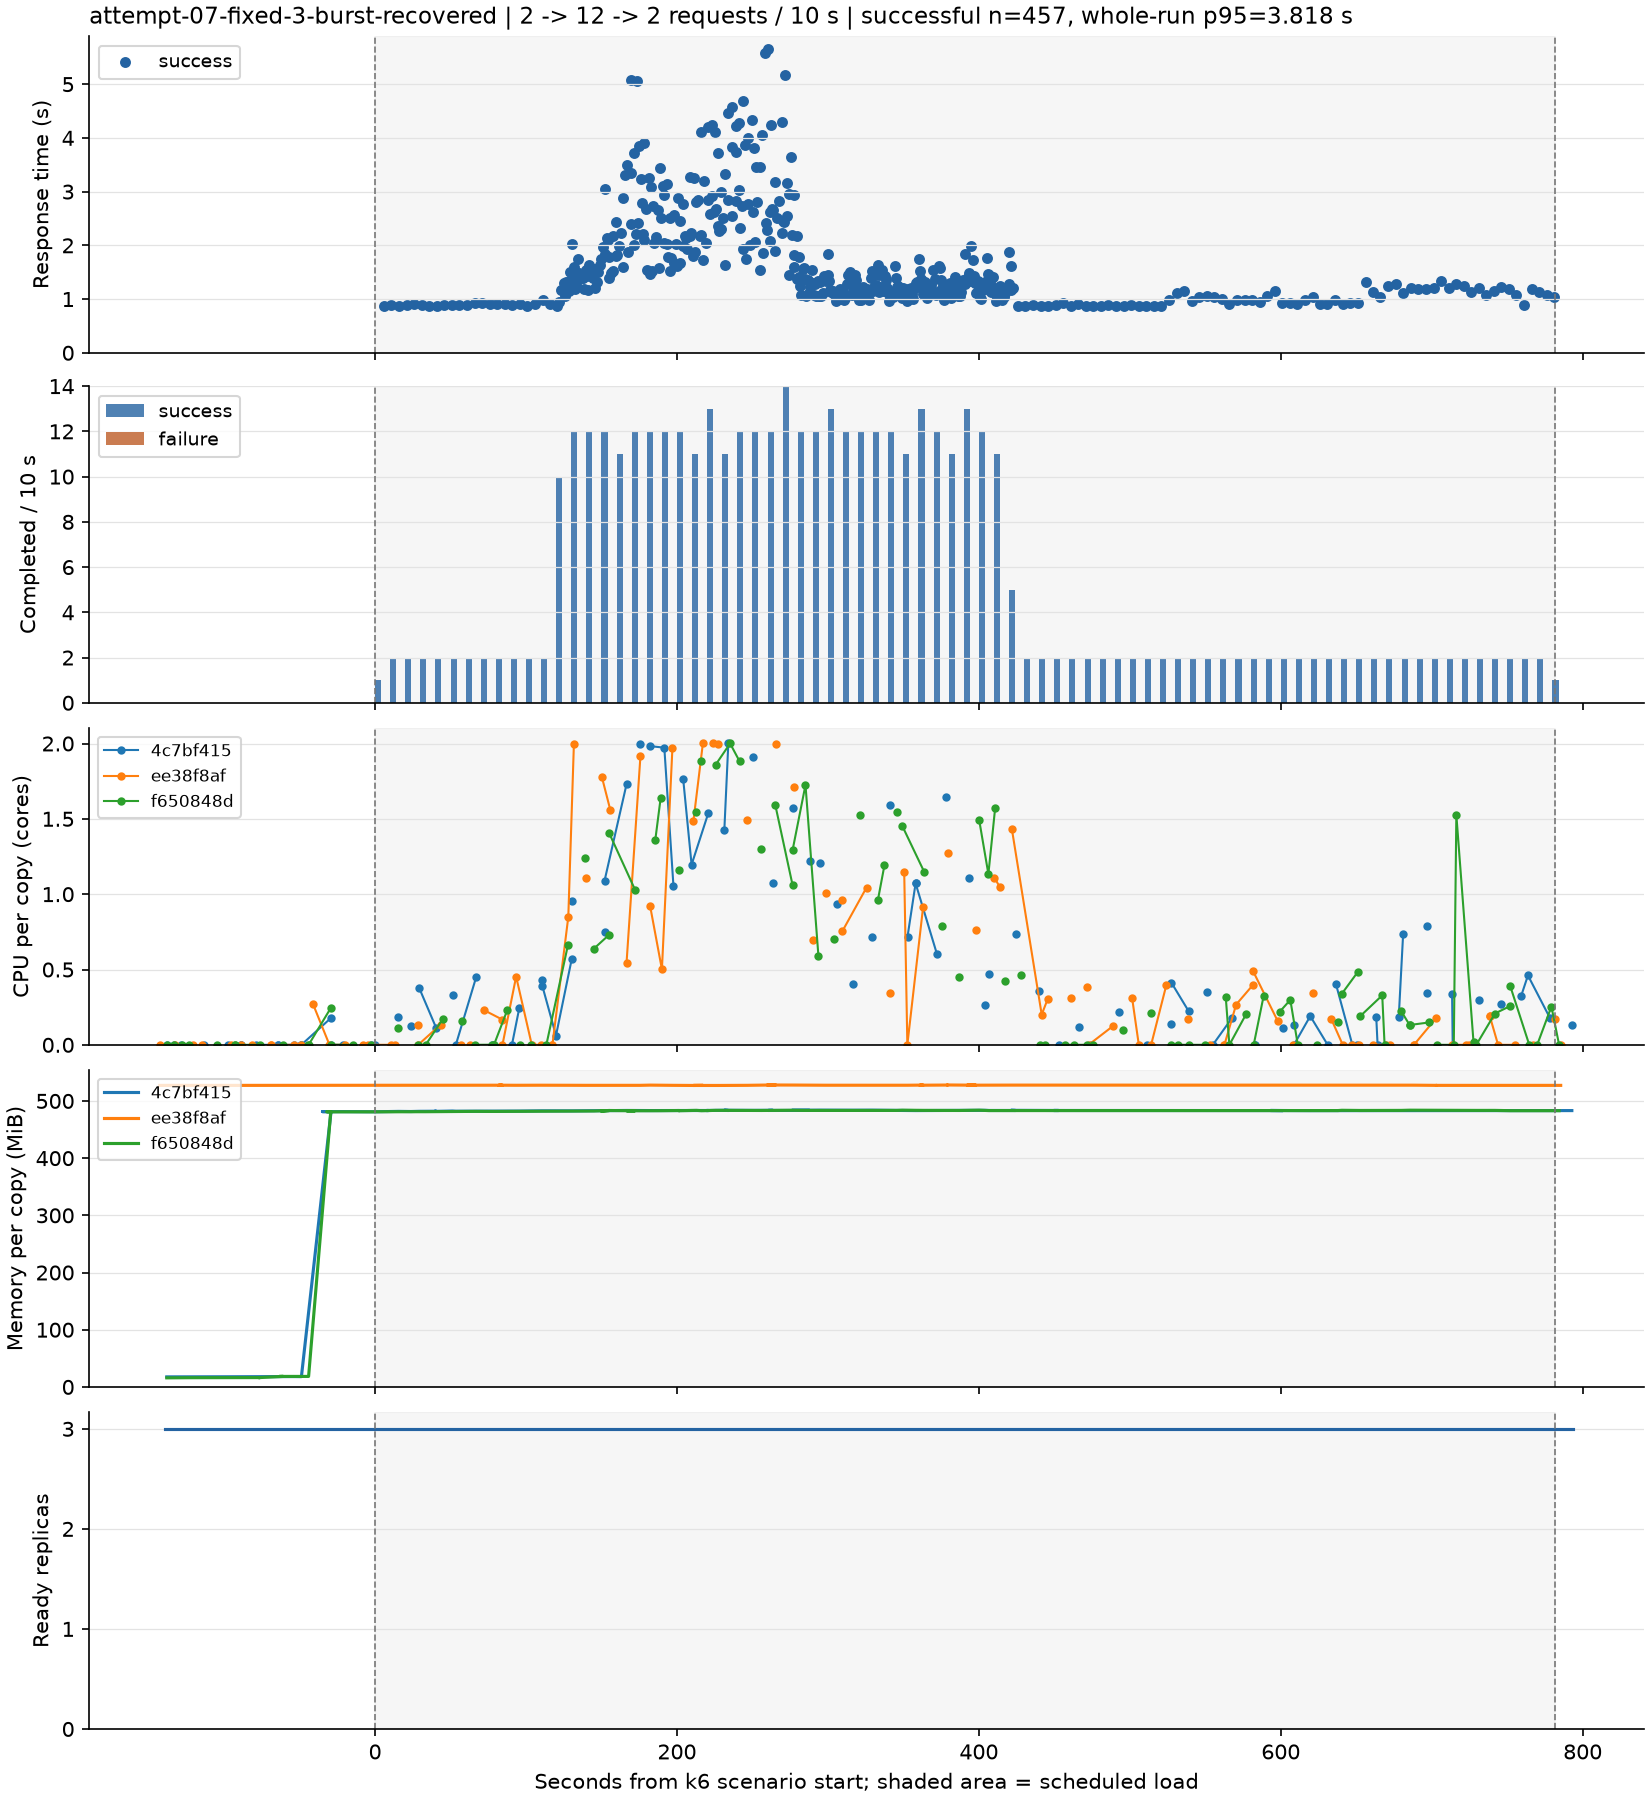 attempt-07-fixed-3-burst-recovered | 2 -> 12 -> 2 requests / 10 s | successful n=457, whole-run p95=3.818 s
Response time (s)
success
5
4
3
2
1
0
Completed / 10 s
success
failure
14
12
10
8
6
4
2
0
CPU per copy (cores)
4c7bf415
ee38f8af
f650848d
2.0
1.5
1.0
0.5
0.0
Memory per copy (MiB)
4c7bf415
ee38f8af
f650848d
500
400
300
200
100
0
Ready replicas
3
2
1
0
0 200 400 600 800
Seconds from k6 scenario start; shaded area = scheduled load